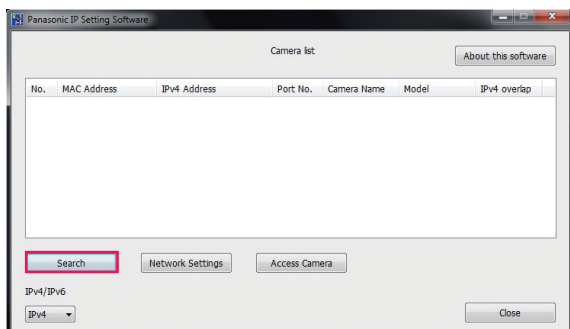 Panasonic IP Setting Software
Camera list
About this software
No. MAC Address IPv4 Address Port No. Camera Name Model IPv4 overlap
Search Network Settings Access Camera
IPv4/IPv6
IPv4 Close